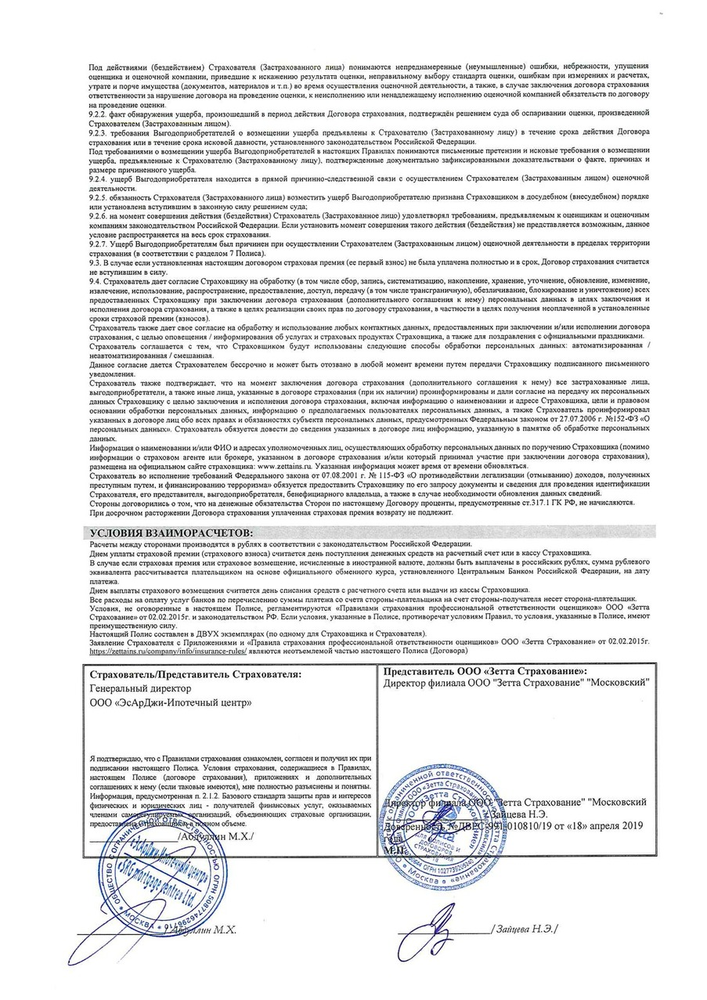 Под действиями (бездействием) Страхователя (Застрахованного лица) понимаются непреднамеренные (неумышленные) ошибки, небрежности, упущения
оценщика и оценочной компании, приведшие к искажению результата оценки, неправильному выбору стандарта оценки, ошибкам при измерениях и расчетах,
утрате и порче имущества (документов, материалов и т.п.) во время осуществления оценочной деятельности, а также, в случае заключения договора страхования
ответственности за нарушение договора на проведение оценки, к неисполнению или ненадлежащему исполнению оценочной компанией обязательств по договору
на проведение оценки.
9.2.2. факт обнаружения ущерба, произошедший в период действия Договора страхования, подтверждён решением суда об оспаривании оценки, произведенной
Страхователем (Застрахованным лицом).
9.2.3. требования Выгодоприобретателей о возмещении ущерба предъявлены к Страхователю (Застрахованному лицу) в течение срока действия Договора
страхования или в течение срока исковой давности, установленного законодательством Российской Федерации.
Под требованиями о возмещении ущерба Выгодоприобретателей в настоящих Правилах понимаются письменные претензии и исковые требования о возмещении
ущерба, предъявленные к Страхователю (Застрахованному лицу), подтвержденные документально зафиксированными доказательствами о факте, причинах и
размере причиненного ущерба.
9.2.4. ущерб Выгодоприобретателя находится в прямой причинно-следственной связи с осуществлением Страхователем (Застрахованным лицом) оценочной
деятельности.
9.2.5. обязанность Страхователя (Застрахованного лица) возместить ущерб Выгодоприобретателю признана Страховщиком в досудебном (внесудебном) порядке
или установлена вступившим в законную силу решением суда;
9.2.6. на момент совершения действия (бездействия) Страхователь (Застрахованное лицо) удовлетворял требованиям, предъявляемым к оценщикам и оценочным
компаниям законодательством Российской Федерации. Если установить момент совершения такого действия (бездействия) не представляется возможным, данное
условие распространяется на весь срок страхования.
9.2.7. Ущерб Выгодоприобретателям был причинен при осуществлении Страхователем (Застрахованным лицом) оценочной деятельности в пределах территории
страхования (в соответствии с разделом 7 Полиса).
9.3. В случае если установленная настоящим договором страховая премия (ее первый взнос) не была уплачена полностью и в срок, Договор страхования считается
не вступившим в силу.
9.4. Страхователь дает согласие Страховщику на обработку (в том числе сбор, запись, систематизацию, накопление, хранение, уточнение, обновление, изменение,
извлечение, использование, распространение, предоставление, доступ, передачу (в том числе трансграничную), обезличивание, блокирование и уничтожение) всех
предоставленных Страховщику при заключении договора страхования (дополнительного соглашения к нему) персональных данных в целях заключения и
исполнения договора страхования, а также в целях реализации своих прав по договору страхования, в частности в целях получения неоплаченной в установленные
сроки страховой премии (взносов).
Страхователь также дает свое согласие на обработку и использование любых контактных данных, предоставленных при заключении и/или исполнении договора
страхования, с целью оповещения / информирования об услугах и страховых продуктах Страховщика, а также для поздравления с официальными праздниками.
Страхователь соглашается с тем, что Страховщиком будут использованы следующие способы обработки персональных данных: автоматизированная /
неавтоматизированная / смешанная.
Данное согласие дается Страхователем бессрочно и может быть отозвано в любой момент времени путем передачи Страховщику подписанного письменного
уведомления.
Страхователь также подтверждает, что на момент заключения договора страхования (дополнительного соглашения к нему) все застрахованные лица,
выгодоприобретатели, а также иные лица, указанные в договоре страхования (при их наличии) проинформированы и дали согласие на передачу их персональных
данных Страховщику с целью заключения и исполнения договора страхования, включая информацию о наименовании и адресе Страховщика, цели и правовом
основании обработки персональных данных, информацию о предполагаемых пользователях персональных данных, а также Страхователь проинформировал
указанных в договоре лиц обо всех правах и обязанностях субъекта персональных данных, предусмотренных Федеральным законом от 27.07.2006 г. №152-ФЗ «О
персональных данных». Страхователь обязуется довести до сведения указанных в договоре лиц информацию, указанную в памятке об обработке персональных
данных.
Информация о наименовании и/или ФИО и адресах уполномоченных лиц, осуществляющих обработку персональных данных по поручению Страховщика (помимо
информации о страховом агенте или брокере, указанном в договоре страхования и/или который принимал участие при заключении договора страхования),
размещена на официальном сайте страховщика: www.zettains.ru. Указанная информация может время от времени обновляться.
Страхователь во исполнение требований Федерального закона от 07.08.2001 г. № 115-ФЗ «О противодействии легализации (отмыванию) доходов, полученных
преступным путем, и финансированию терроризма» обязуется предоставить Страховщику по его запросу документы и сведения для проведения идентификации
Страхователя, его представителя, выгодоприобретателя, бенефициарного владельца, а также в случае необходимости обновления данных сведений.
Стороны договорились о том, что на денежные обязательства Сторон по настоящему Договору проценты, предусмотренные ст.317.1 ГК РФ, не начисляются.
При досрочном расторжении Договора страхования уплаченная страховая премия возврату не подлежит.
УСЛОВИЯ ВЗАИМОРАСЧЕТОВ:
Расчеты между сторонами производятся в рублях в соответствии с законодательством Российской Федерации.
Днем уплаты страховой премии (страхового взноса) считается день поступления денежных средств на расчетный счет или в кассу Страховщика.
В случае если страховая премия или страховое возмещение, исчисленные в иностранной валюте, должны быть выплачены в российских рублях, сумма рублевого
эквивалента рассчитывается плательщиком на основе официального обменного курса, установленного Центральным Банком Российской Федерации, на дату
платежа.
Днем выплаты страхового возмещения считается день списания средств с расчетного счета или выдачи из кассы Страховщика.
Все расходы на оплату услуг банков по перечислению суммы платежа со счета стороны-плательщика на счет стороны-получателя несет сторона-плательщик.
Условия, не оговоренные в настоящем Полисе, регламентируются «Правилами страхования профессиональной ответственности оценщиков» ООО «Зетта
Страхование» от 02.02.2015г. и законодательством РФ. Если условия, указанные в Полисе, противоречат условиям Правил, то условия, указанные в Полисе, имеют
преимущественную силу.
Настоящий Полис составлен в ДВУХ экземплярах (по одному для Страховщика и Страхователя).
Заявление Страхователя с Приложениями и «Правила страхования профессиональной ответственности оценщиков» ООО «Зетта Страхование» от 02.02.2015г.
https://zettains.ru/company/info/insurance-rules/ являются неотъемлемой частью настоящего Полиса (Договора)
Страхователь/Представитель Страхователя:
Генеральный директор
ООО «ЭсАрДжи-Ипотечный центр»
Я подтверждаю, что с Правилами страхования ознакомлен, согласен и получил их при
подписании настоящего Полиса. Условия страхования, содержащиеся в Правилах,
настоящем Полисе (договоре страхования), приложениях и дополнительных
соглашениях к нему (если таковые имеются), мне полностью разъяснены и понятны.
Информация, предусмотренная п. 2.1.2. Базового стандарта защиты прав и интересов
физических и юридических лиц - получателей финансовых услуг, оказываемых
членами саморегулируемых организаций, объединяющих страховые организации,
предоставлена Страховщиком в полном объеме.
/Абдуллин М.Х./
Представитель ООО «Зетта Страхование»:
Директор филиала ООО "Зетта Страхование" "Московский"
Директор филиала ООО "Зетта Страхование" "Московский
Зайцева Н.Э.
Доверенность №ДВРС-991-010810/19 от «18» апреля 2019
года
М.П.
ОБЩЕСТВО С ОГРАНИЧЕННОЙ ОТВЕТСТВЕННОСТЬЮ ОГРН 5087746296710 * МОСКВА *
«ЭсАрДжи-Ипотечный центр»
«SRG mortgage centre» Ltd.
ДЛЯ ПОЛИСОВ И
ДОГОВОРОВ
СТРАХОВАНИЯ
/ Абдуллин М.Х.
/ Зайцева Н.Э./